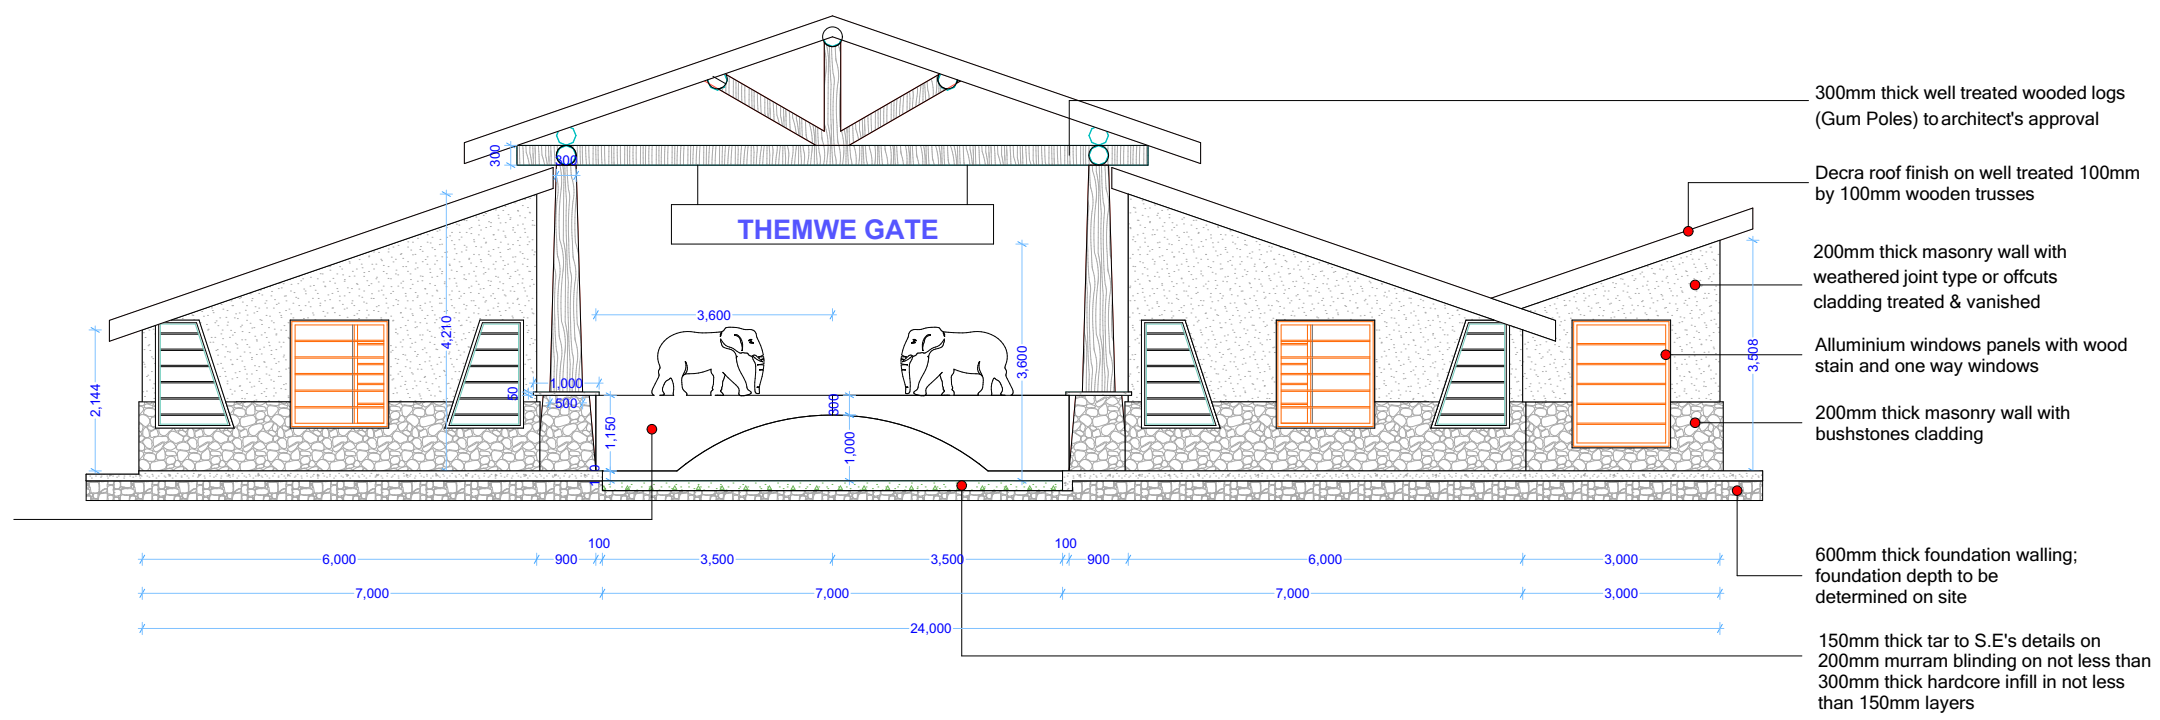 300mm thick well treated wooded logs
(Gum Poles) to architect's approval
Decra roof finish on well treated 100mm
by 100mm wooden trusses
200mm thick masonry wall with
weathered joint type or offcuts
cladding treated & vanished
Alluminium windows panels with wood
stain and one way windows
200mm thick masonry wall with
bushstones cladding
600mm thick foundation walling;
foundation depth to be
determined on site
150mm thick tar to S.E's details on
200mm murram blinding on not less than
300mm thick hardcore infill in not less
than 150mm layers
THEMWE GATE
300
300
3,600
4,210
3,600
3,508
2,144
1,000
50
500
300
1,150
1,000
100
100
6,000
900
3,500
3,500
900
6,000
3,000
7,000
7,000
7,000
3,000
24,000